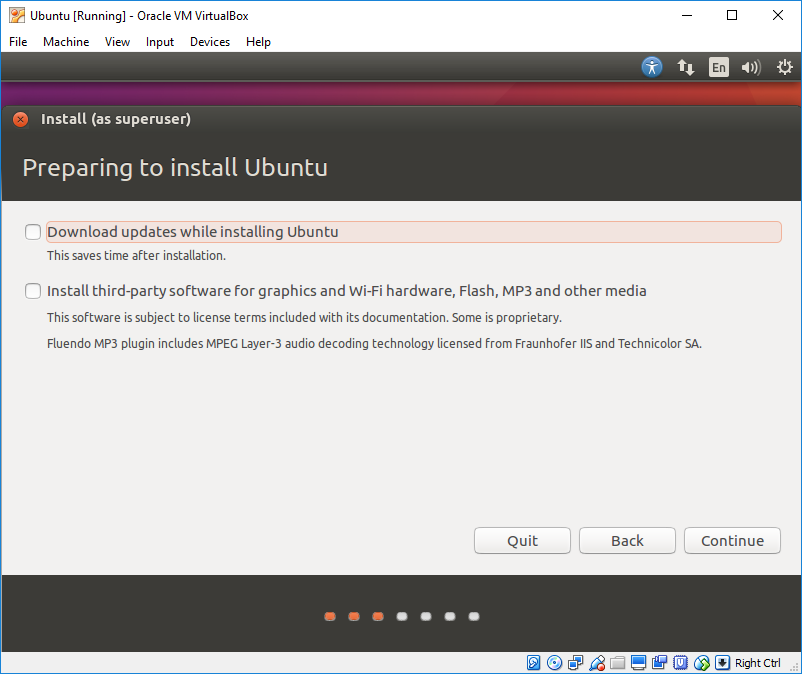 Ubuntu [Running] - Oracle VM VirtualBox
File Machine View Input Devices Help
En
Install (as superuser)
Preparing to install Ubuntu
Download updates while installing Ubuntu
This saves time after installation.
Install third-party software for graphics and Wi-Fi hardware, Flash, MP3 and other media
This software is subject to license terms included with its documentation. Some is proprietary.
Fluendo MP3 plugin includes MPEG Layer-3 audio decoding technology licensed from Fraunhofer IIS and Technicolor SA.
Quit Back Continue
Right Ctrl